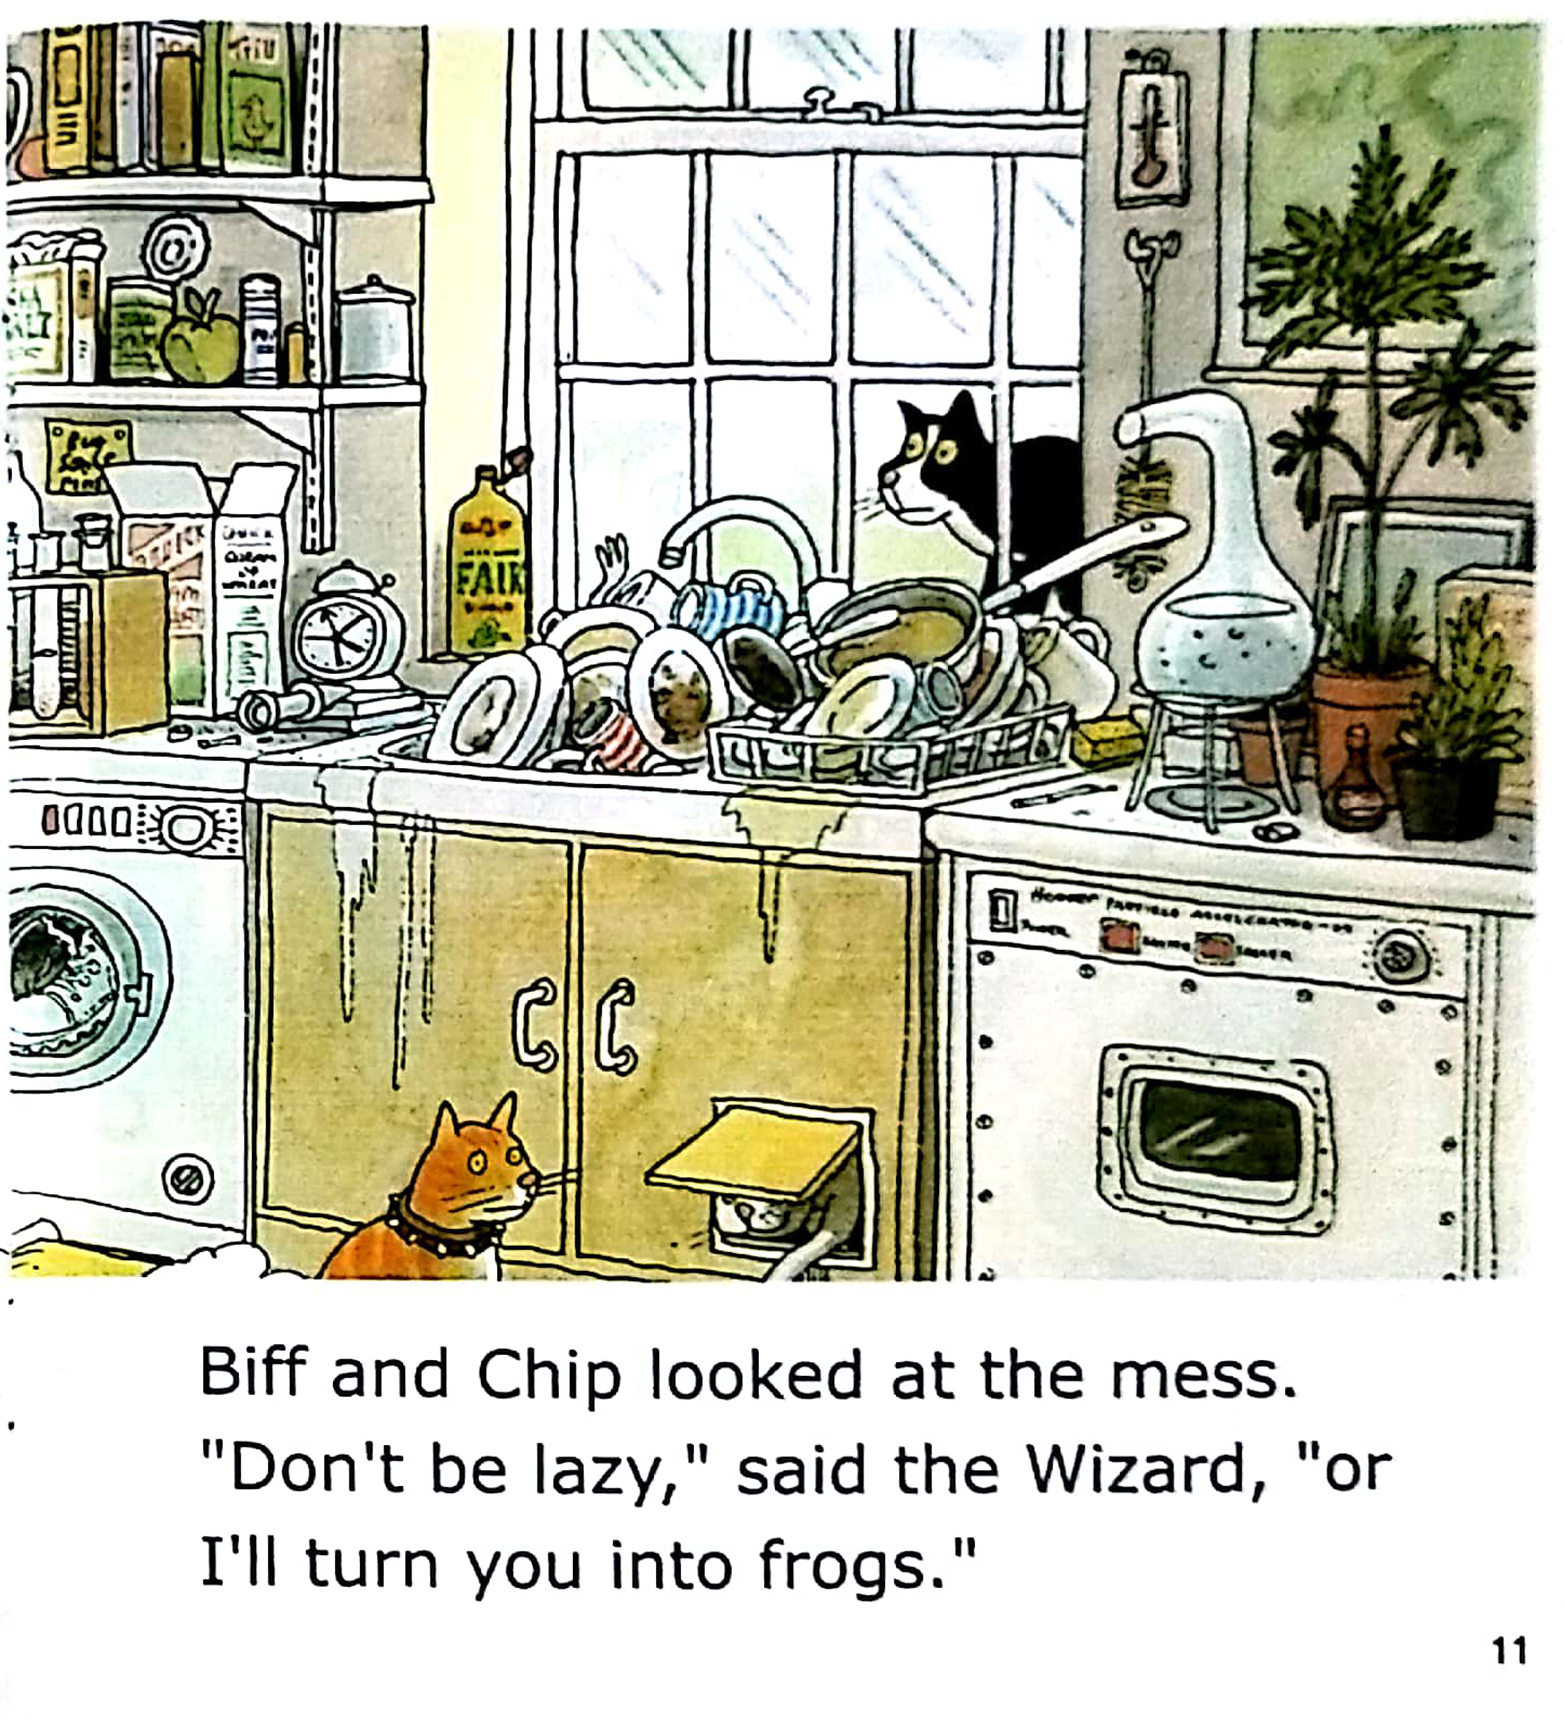 FAIR
POWER
Biff and Chip looked at the mess.
"Don't be lazy," said the Wizard, "or
I'll turn you into frogs."
11